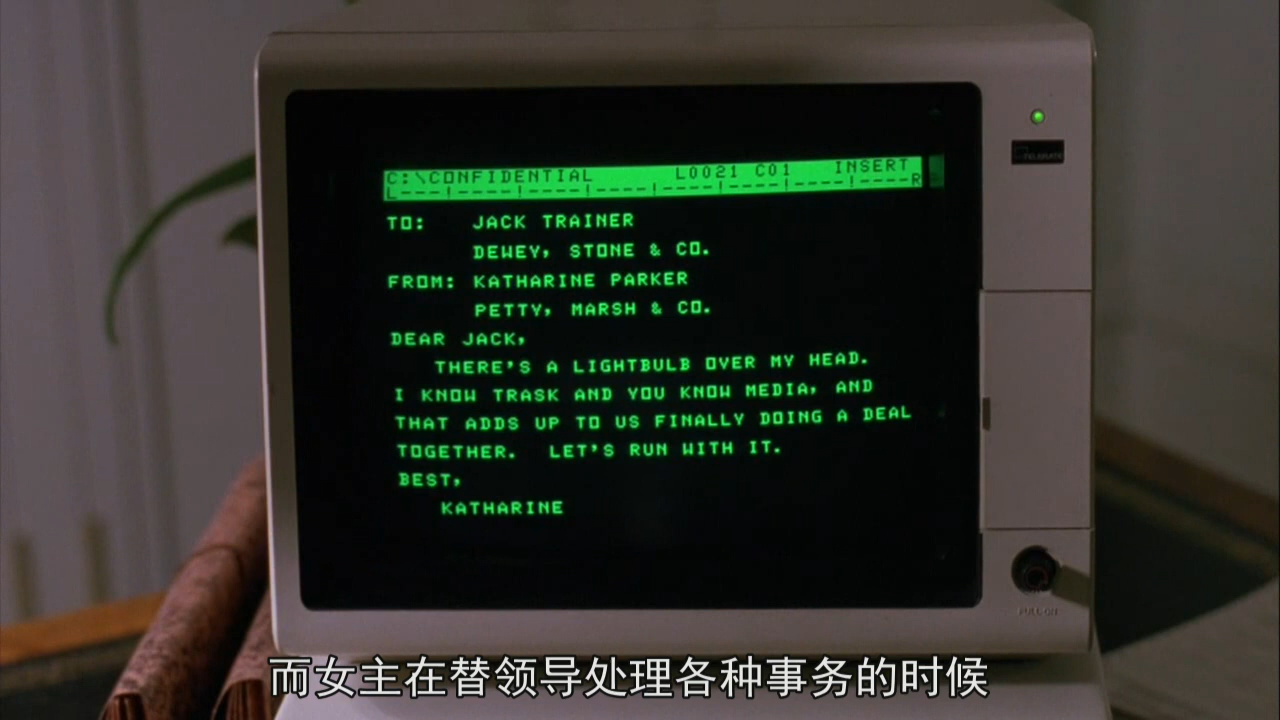 C:\CONFIDENTIAL L0021 C01 INSERT
L---!---!---!---!---!---!---!---R
TO: JACK TRAINER
DEWEY, STONE & CO.
FROM: KATHARINE PARKER
PETTY, MARSH & CO.
DEAR JACK,
THERE'S A LIGHTBULB OVER MY HEAD.
I KNOW TRASK AND YOU KNOW MEDIA, AND
THAT ADDS UP TO US FINALLY DOING A DEAL
TOGETHER. LET'S RUN WITH IT.
BEST,
KATHARINE
TELERATE
PULL-ON
而女主在替领导处理各种事务的时候